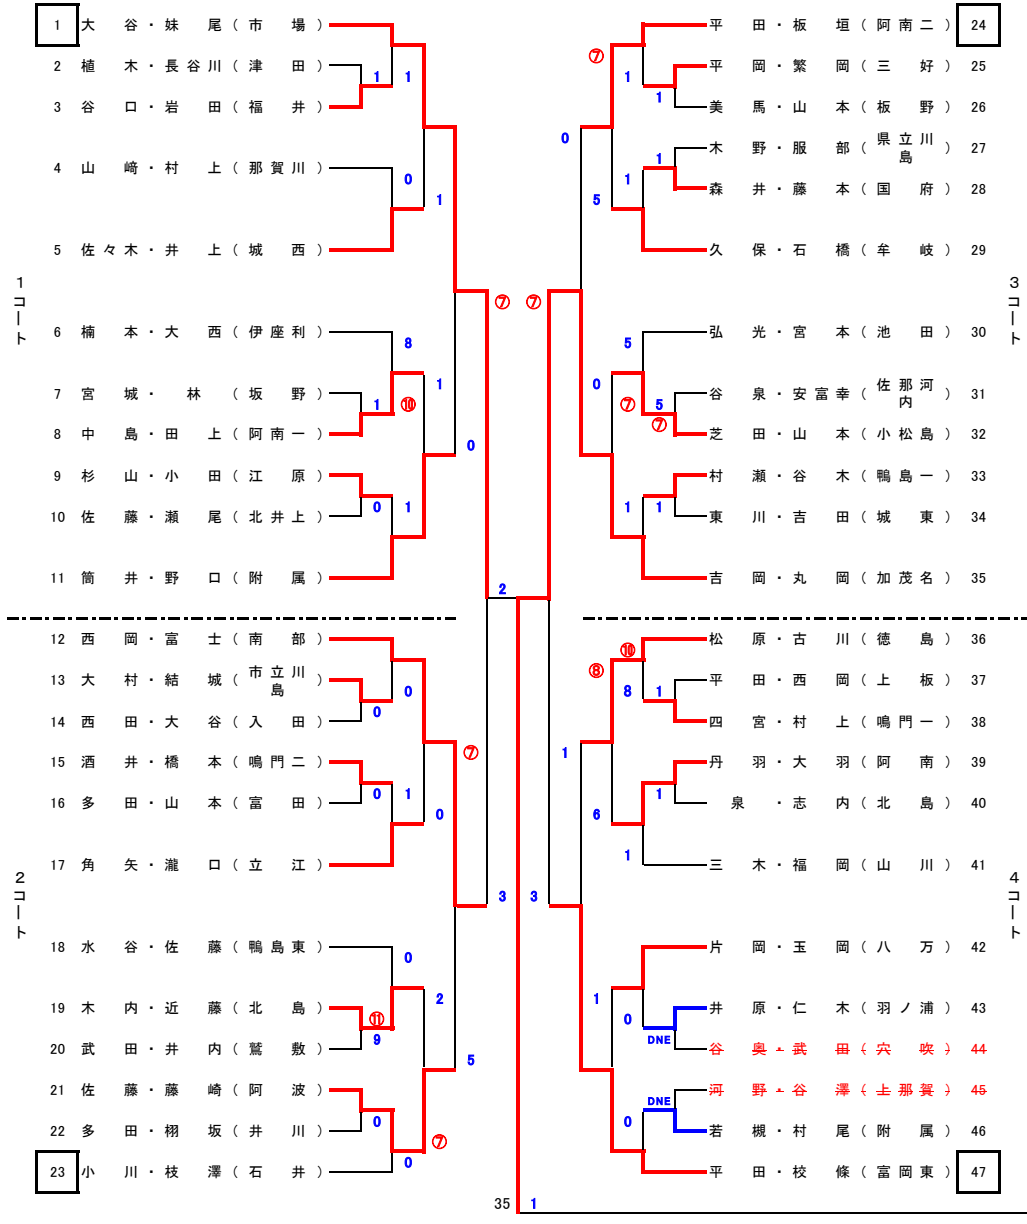 1 大谷・妹尾(市場)
2 植木・長谷川(津田)
1
1
3 谷口・岩田(福井)
4 山﨑・村上(那賀川)
0
1
5 佐々木・井上(城西)
1コート
⑦
6 楠本・大西(伊座利)
8
1
7 宮城・林(坂野)
1
⑩
8 中島・田上(阿南一)
0
9 杉山・小田(江原)
0
1
10 佐藤・瀬尾(北井上)
11 筒井・野口(附属)
2
12 西岡・富士(南部)
13 大村・結城(市立川島)
0
0
14 西田・大谷(入田)
⑦
15 酒井・橋本(鳴門二)
0
1
0
16 多田・山本(富田)
17 角矢・瀧口(立江)
2コート
3
18 水谷・佐藤(鴨島東)
0
2
19 木内・近藤(北島)
⑪
9
20 武田・井内(鷲敷)
5
21 佐藤・藤崎(阿波)
0
22 多田・栩坂(井川)
⑦
0
23 小川・枝澤(石井)
平田・板垣(阿南二) 24
⑦
平岡・繁岡(三好) 25
1
1
美馬・山本(板野) 26
0
木野・服部(県立川島) 27
1
1
森井・藤本(国府) 28
5
久保・石橋(牟岐) 29
3コート
⑦
弘光・宮本(池田) 30
5
0
谷泉・安富幸(佐那河内) 31
5
⑦
⑦
芝田・山本(小松島) 32
村瀬・谷木(鴨島一) 33
1
1
東川・吉田(城東) 34
吉岡・丸岡(加茂名) 35
松原・古川(徳島) 36
⑩
⑧
平田・西岡(上板) 37
8
1
四宮・村上(鳴門一) 38
1
丹羽・大羽(阿南) 39
1
泉・志内(北島) 40
6
1
三木・福岡(山川) 41
4コート
3
片岡・玉岡(八万) 42
1
井原・仁木(羽ノ浦) 43
0
DNE
谷奥・武田(穴吹) 44
河野・谷澤(上那賀) 45
DNE
0
若槻・村尾(附属) 46
平田・校條(富岡東) 47
35 1